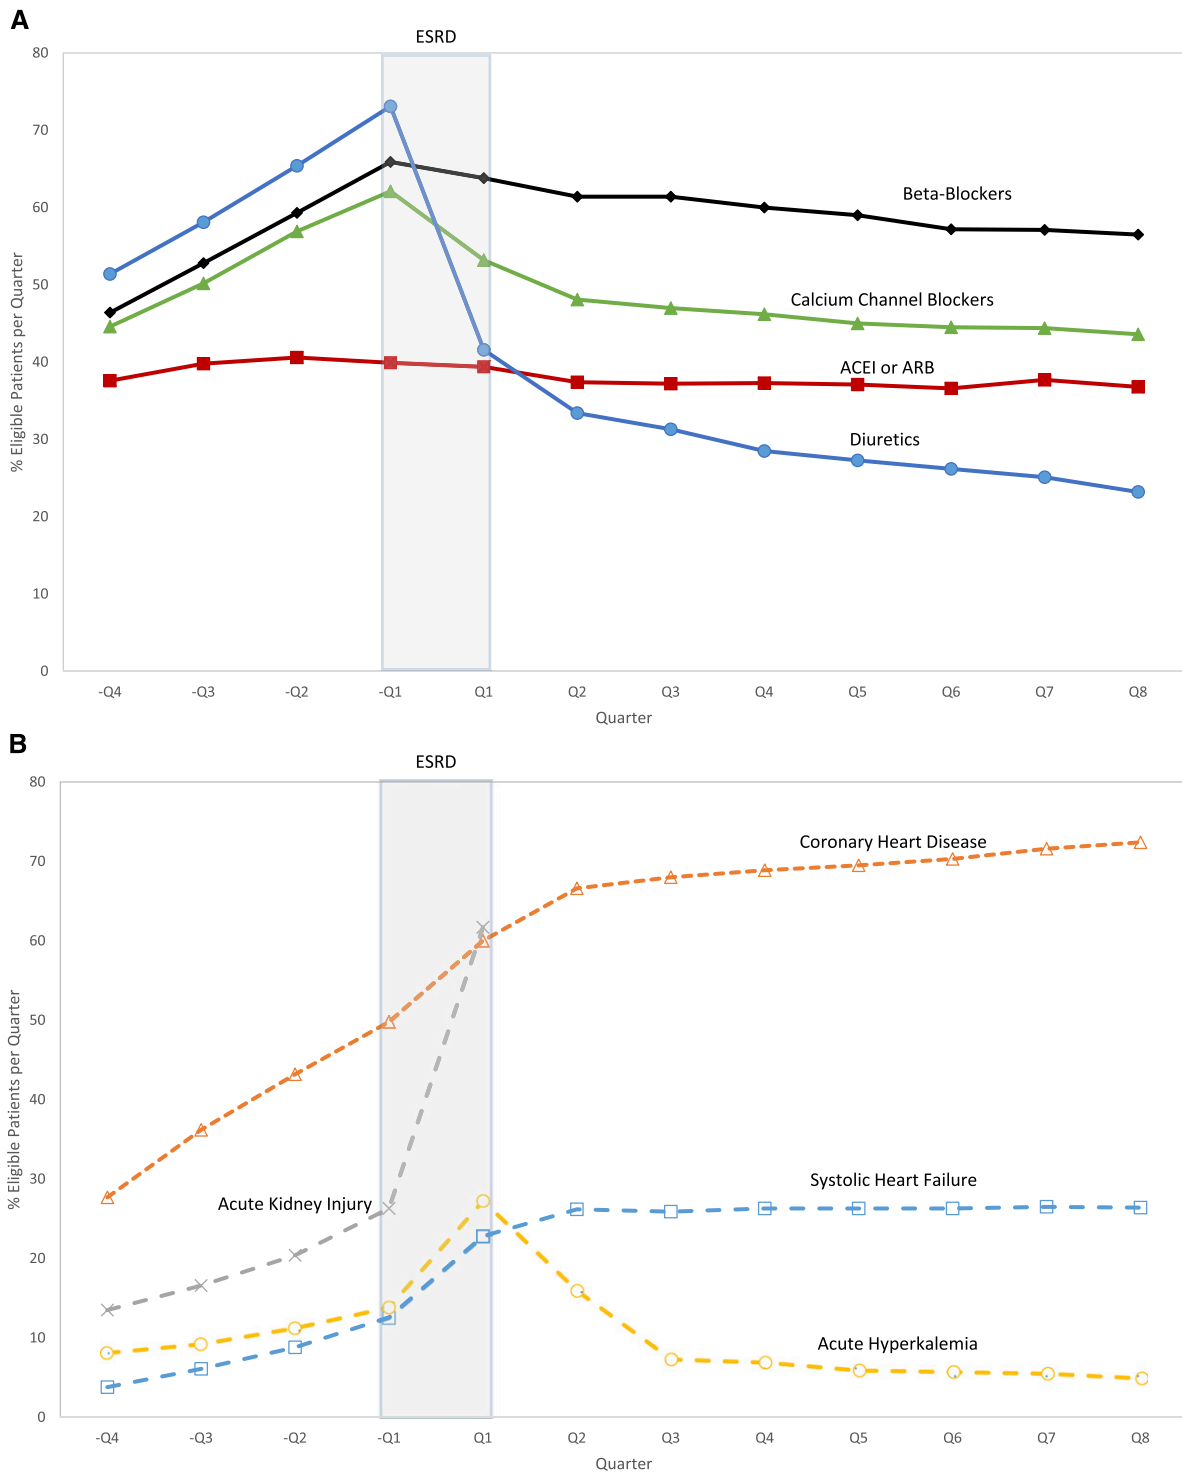 A
ESRD
80
70
60
50
40
30
20
10
0
% Eligible Patients per Quarter
Beta-Blockers
Calcium Channel Blockers
ACEI or ARB
Diuretics
-Q4 -Q3 -Q2 -Q1 Q1 Q2 Q3 Q4 Q5 Q6 Q7 Q8
Quarter
B
ESRD
80
70
60
50
40
30
20
10
0
% Eligible Patients per Quarter
Coronary Heart Disease
Systolic Heart Failure
Acute Kidney Injury
Acute Hyperkalemia
-Q4 -Q3 -Q2 -Q1 Q1 Q2 Q3 Q4 Q5 Q6 Q7 Q8
Quarter